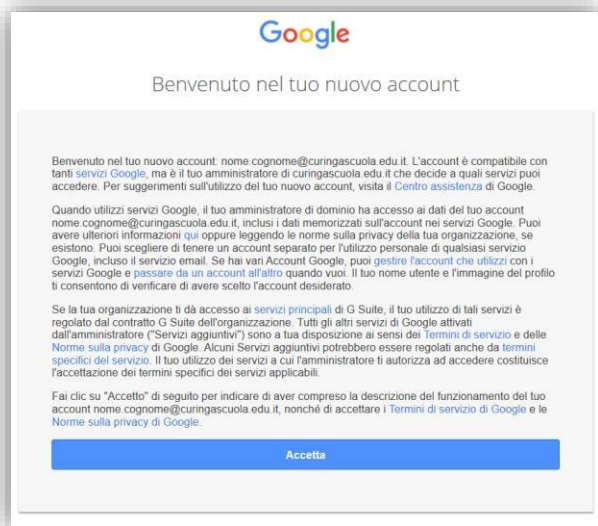 Google
Benvenuto nel tuo nuovo account
Benvenuto nel tuo nuovo account: nome.cognome@curingascuola.edu.it. L'account è compatibile con
tanti servizi Google, ma è il tuo amministratore di curingascuola.edu.it che decide a quali servizi puoi
accedere. Per suggerimenti sull'utilizzo del tuo nuovo account, visita il Centro assistenza di Google.
Quando utilizzi servizi Google, il tuo amministratore di dominio ha accesso ai dati del tuo account
nome.cognome@curingascuola.edu.it, inclusi i dati memorizzati sull'account nei servizi Google. Puoi
avere ulteriori informazioni qui oppure leggendo le norme sulla privacy della tua organizzazione, se
esistono. Puoi scegliere di tenere un account separato per l'utilizzo personale di qualsiasi servizio
Google, incluso il servizio email. Se hai vari Account Google, puoi gestire l'account che utilizzi con i
servizi Google e passare da un account all'altro quando vuoi. Il tuo nome utente e l'immagine del profilo
ti consentono di verificare di avere scelto l'account desiderato.
Se la tua organizzazione ti dà accesso ai servizi principali di G Suite, il tuo utilizzo di tali servizi è
regolato dal contratto G Suite dell'organizzazione. Tutti gli altri servizi di Google attivati
dall'amministratore ("Servizi aggiuntivi") sono a tua disposizione ai sensi dei Termini di servizio e delle
Norme sulla privacy di Google. Alcuni Servizi aggiuntivi potrebbero essere regolati anche da termini
specifici del servizio. Il tuo utilizzo dei servizi a cui l'amministratore ti autorizza ad accedere costituisce
l'accettazione dei termini specifici dei servizi applicabili.
Fai clic su "Accetto" di seguito per indicare di aver compreso la descrizione del funzionamento del tuo
account nome.cognome@curingascuola.edu.it, nonché di accettare i Termini di servizio di Google e le
Norme sulla privacy di Google.
Accetta